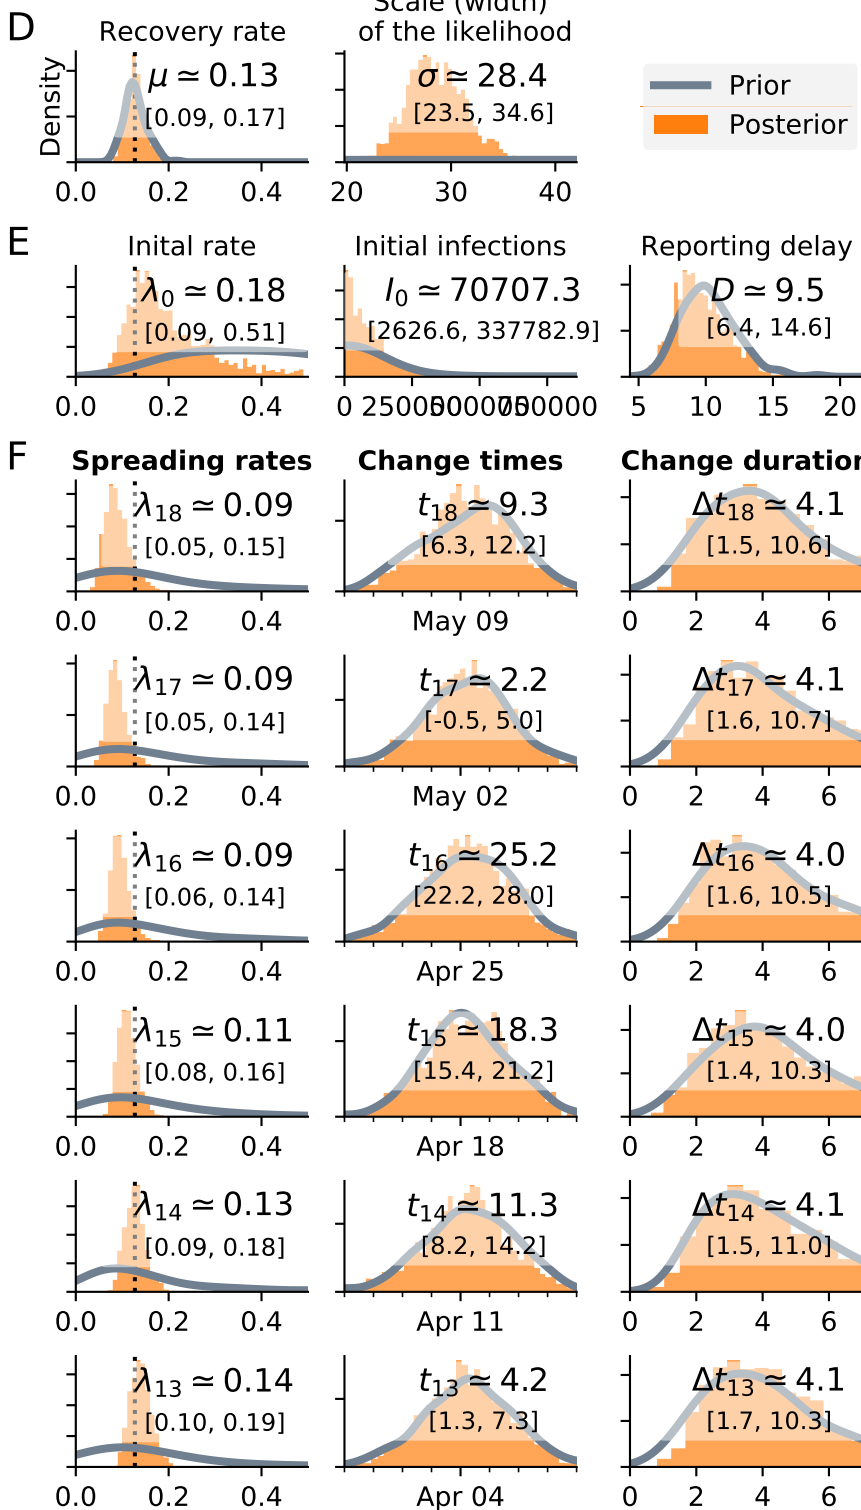 D
Scale (width)
Recovery rate
of the likelihood
Density
μ ≃ 0.13
[0.09, 0.17]
0.0 0.2 0.4
σ ≃ 28.4
[23.5, 34.6]
20 30 40
Prior
Posterior
E
Inital rate
λ0 ≃ 0.18
[0.09, 0.51]
0.0 0.2 0.4
Initial infections
I0 ≃ 70707.3
[2626.6, 337782.9]
0 250000 500000 750000
Reporting delay
D ≃ 9.5
[6.4, 14.6]
5 10 15 20
F
Spreading rates Change times Change duration
λ18 ≃ 0.09
[0.05, 0.15]
0.0 0.2 0.4
t18 ≃ 9.3
[6.3, 12.2]
May 09
Δt18 ≃ 4.1
[1.5, 10.6]
0 2 4 6
λ17 ≃ 0.09
[0.05, 0.14]
0.0 0.2 0.4
t17 ≃ 2.2
[-0.5, 5.0]
May 02
Δt17 ≃ 4.1
[1.6, 10.7]
0 2 4 6
λ16 ≃ 0.09
[0.06, 0.14]
0.0 0.2 0.4
t16 ≃ 25.2
[22.2, 28.0]
Apr 25
Δt16 ≃ 4.0
[1.6, 10.5]
0 2 4 6
λ15 ≃ 0.11
[0.08, 0.16]
0.0 0.2 0.4
t15 ≃ 18.3
[15.4, 21.2]
Apr 18
Δt15 ≃ 4.0
[1.4, 10.3]
0 2 4 6
λ14 ≃ 0.13
[0.09, 0.18]
0.0 0.2 0.4
t14 ≃ 11.3
[8.2, 14.2]
Apr 11
Δt14 ≃ 4.1
[1.5, 11.0]
0 2 4 6
λ13 ≃ 0.14
[0.10, 0.19]
0.0 0.2 0.4
t13 ≃ 4.2
[1.3, 7.3]
Apr 04
Δt13 ≃ 4.1
[1.7, 10.3]
0 2 4 6